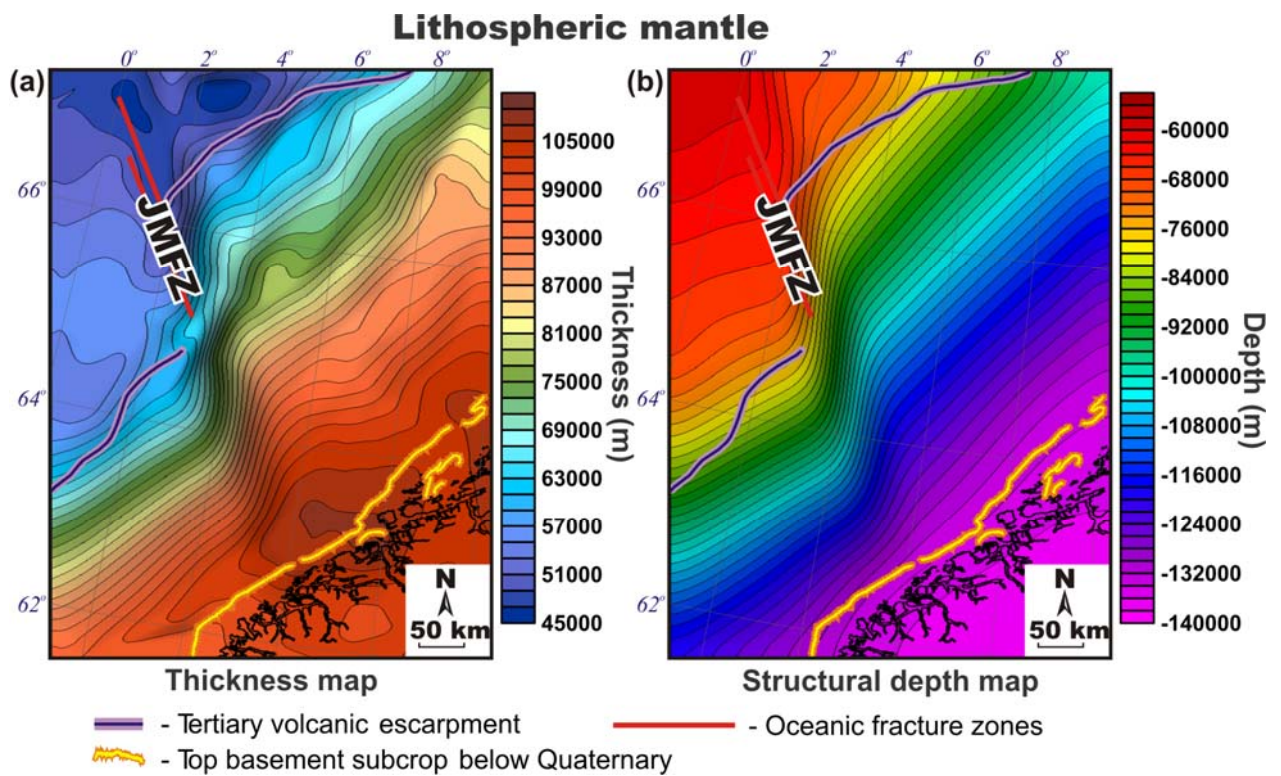 Lithospheric mantle
(a)
0° 2° 4° 6° 8°
66°
64°
62°
JMFZ
N
50 km
105000
99000
93000
87000
81000
75000
69000
63000
57000
51000
45000
Thickness (m)
Thickness map
(b)
0° 2° 4° 6° 8°
66°
64°
62°
JMFZ
N
50 km
-60000
-68000
-76000
-84000
-92000
-100000
-108000
-116000
-124000
-132000
-140000
Depth (m)
Structural depth map
- Tertiary volcanic escarpment
- Oceanic fracture zones
- Top basement subcrop below Quaternary